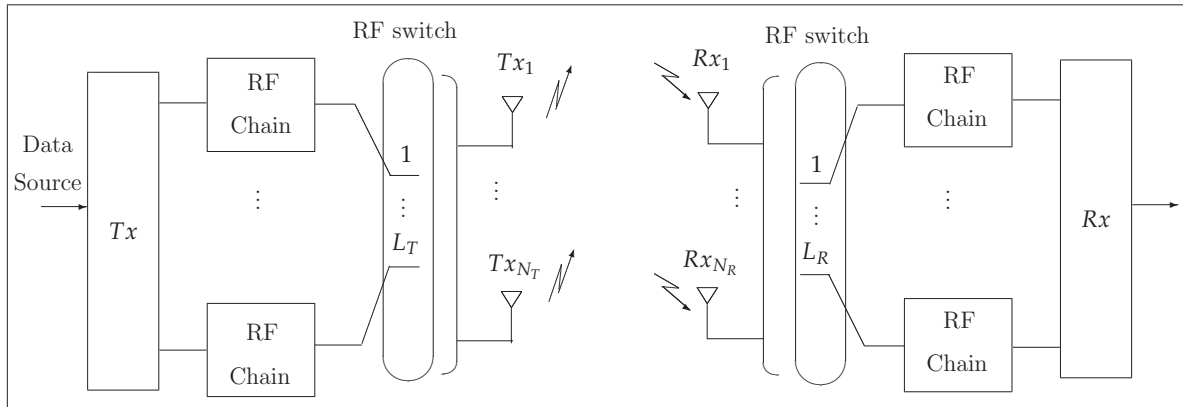 RF switch
RF switch
RF
Chain
Tx_1
Rx_1
RF
Chain
Data
Source
1
1
⋮
⋮
⋮
⋮
⋮
⋮
Tx
L_T
Tx_{N_T}
Rx_{N_R}
L_R
Rx
RF
Chain
RF
Chain